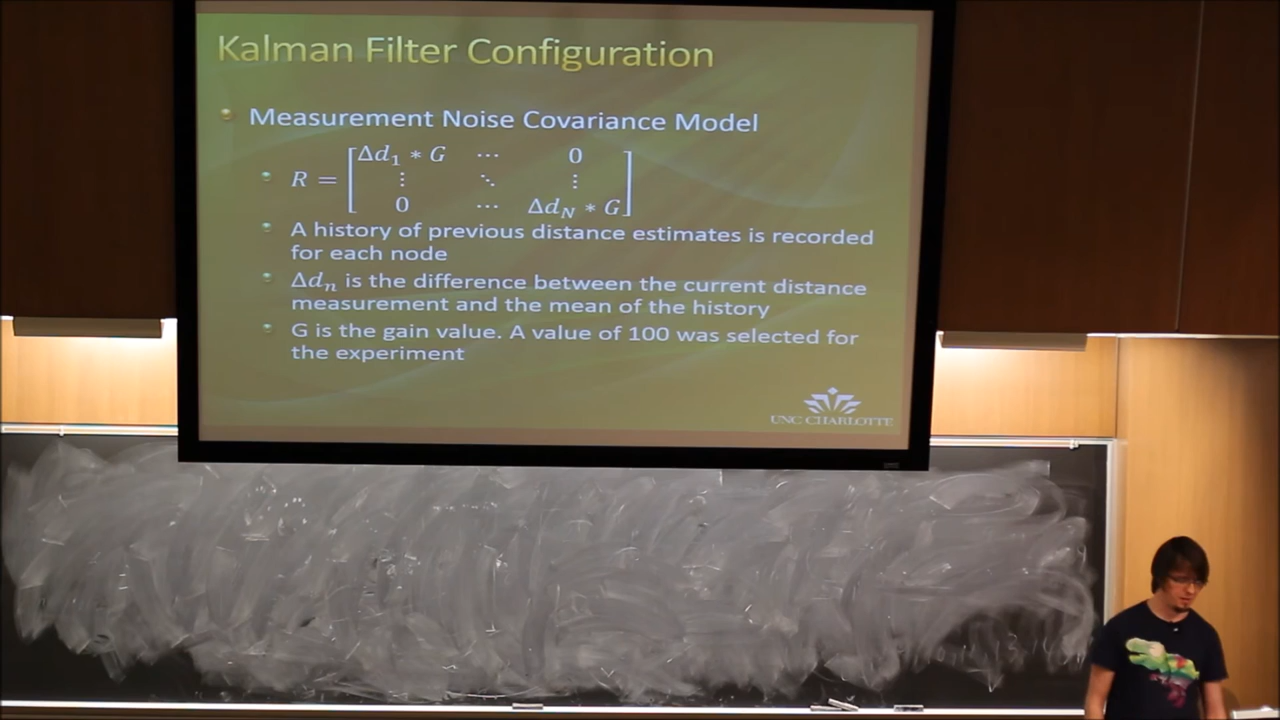 Kalman Filter Configuration
Measurement Noise Covariance Model
R = [Δd₁ * G ⋯ 0
⋮ ⋱ ⋮
0 ⋯ Δd_N * G]
A history of previous distance estimates is recorded
for each node
Δdₙ is the difference between the current distance
measurement and the mean of the history
G is the gain value. A value of 100 was selected for
the experiment
UNC CHARLOTTE